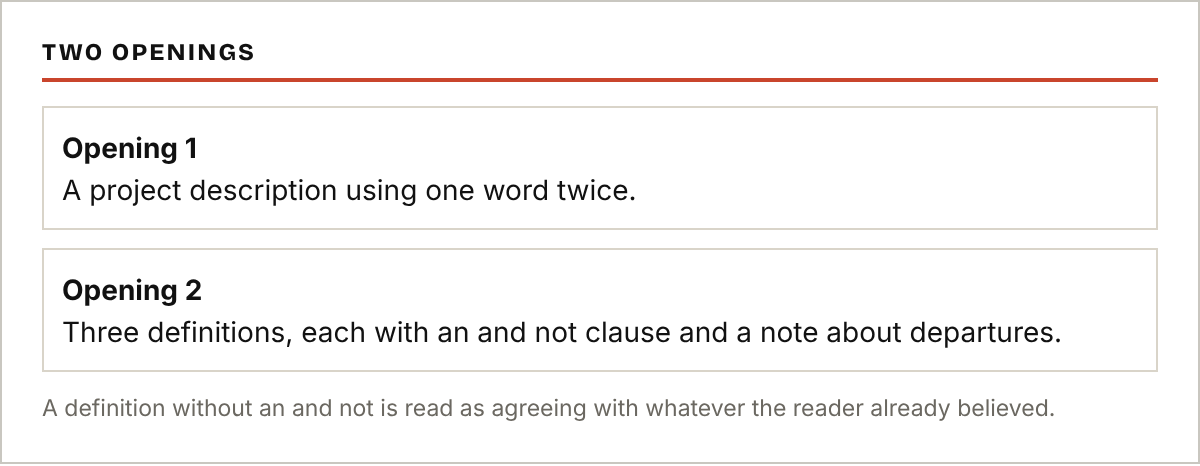 TWO OPENINGS
Opening 1
A project description using one word twice.
Opening 2
Three definitions, each with an and not clause and a note about departures.
A definition without an and not is read as agreeing with whatever the reader already believed.